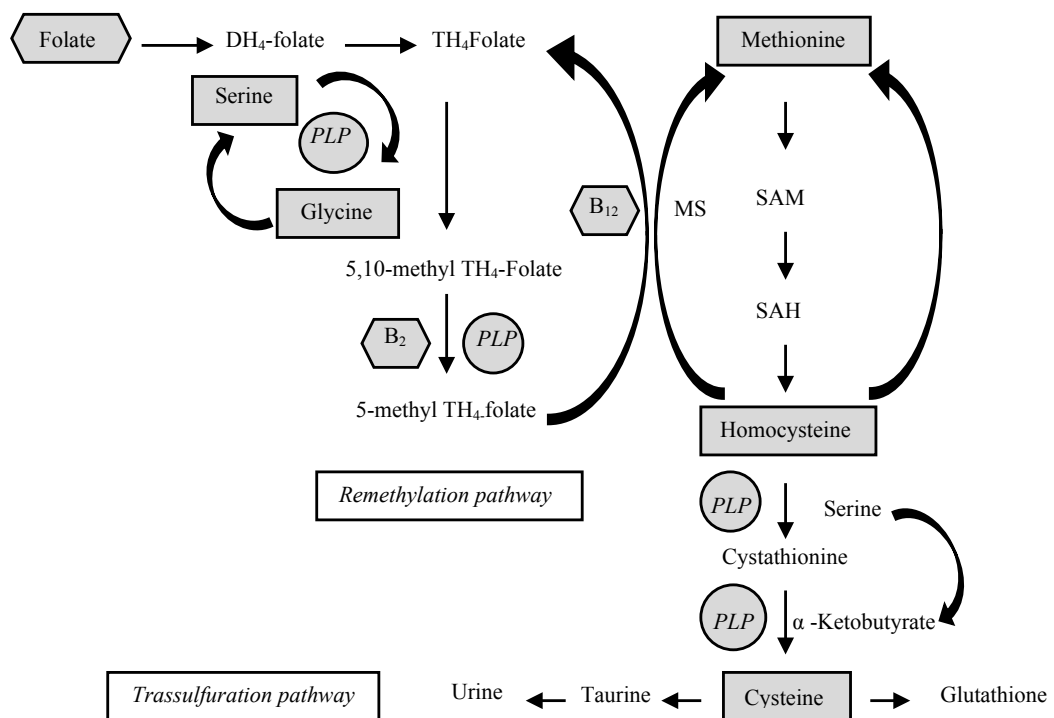 Folate DH₄-folate TH₄Folate Methionine
Serine
PLP
Glycine
B₁₂ MS SAM
5,10-methyl TH₄-Folate
SAH
B₂ PLP
5-methyl TH₄-folate
Homocysteine
Remethylation pathway
PLP Serine
Cystathionine
PLP α -Ketobutyrate
Trassulfuration pathway
Urine Taurine Cysteine Glutathione